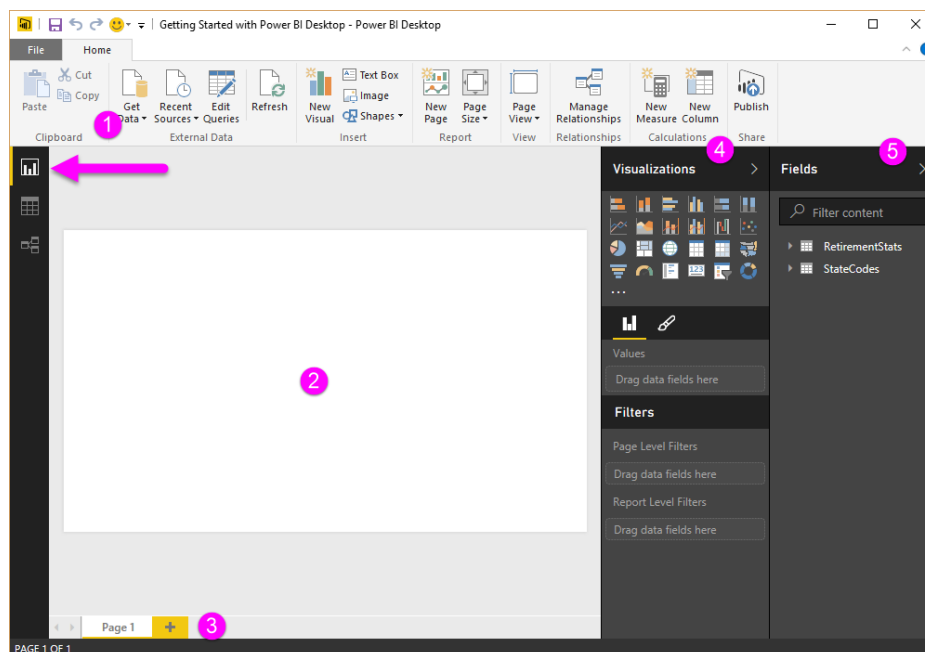 Getting Started with Power BI Desktop - Power BI Desktop
File Home
Paste
Cut
Copy
Clipboard
1
Get Data
Recent Sources
Edit Queries
Refresh
External Data
New Visual
Text Box
Image
Shapes
Insert
New Page
Page Size
Report
Page View
View
Manage Relationships
Relationships
New Measure
New Column
Calculations
Publish
Share
4
5
Visualizations
123
Values
Drag data fields here
Filters
Page Level Filters
Drag data fields here
Report Level Filters
Drag data fields here
Fields
Filter content
RetirementStats
StateCodes
2
Page 1
3
PAGE 1 OF 1